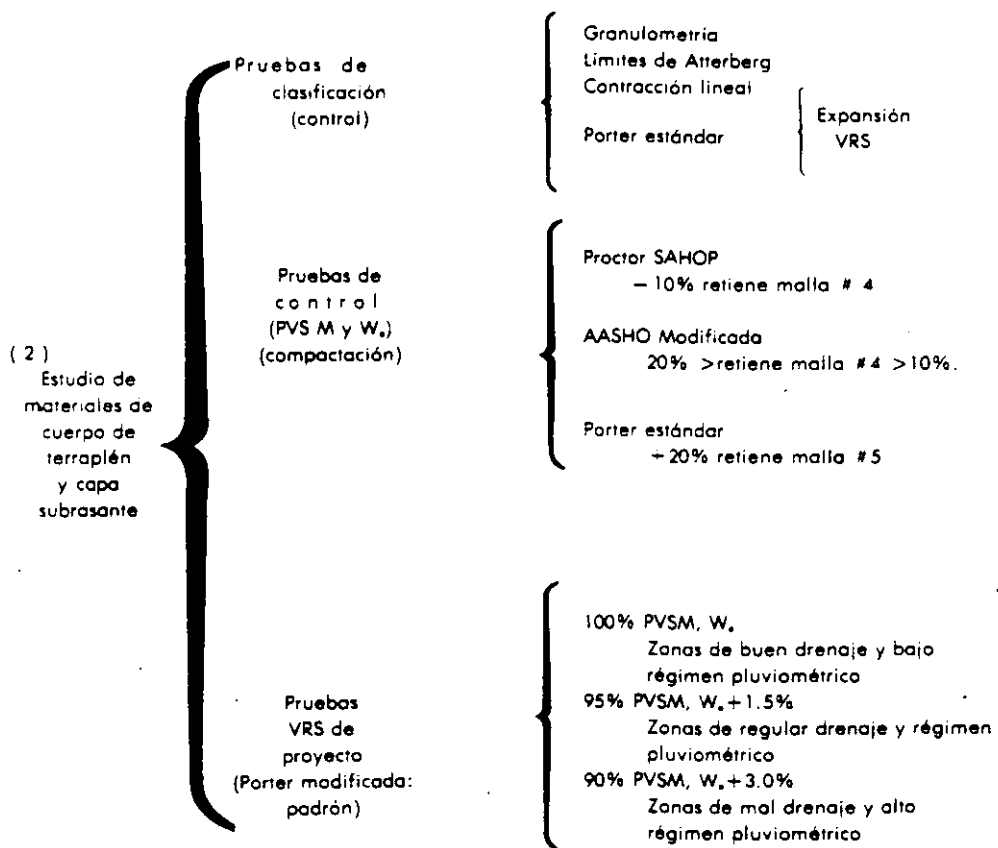 Pruebas de
clasificación
(control)
Granulometría
Límites de Atterberg
Contracción lineal
Porter estándar
Expansión
VRS
Pruebas de
control
(PVS M y W.)
(compactación)
Proctor SAHOP
− 10% retiene malla # 4
AASHO Modificada
20% >retiene malla #4 >10%.
Porter estándar
+20% retiene malla #5
(2)
Estudio de
materiales de
cuerpo de
terraplén
y capa
subrasante
Pruebas
VRS de
proyecto
(Porter modificada:
padrón)
100% PVSM, W.
Zonas de buen drenaje y bajo
régimen pluviométrico
95% PVSM, W.+1.5%
Zonas de regular drenaje y régimen
pluviométrico
90% PVSM, W.+3.0%
Zonas de mal drenaje y alto
régimen pluviométrico